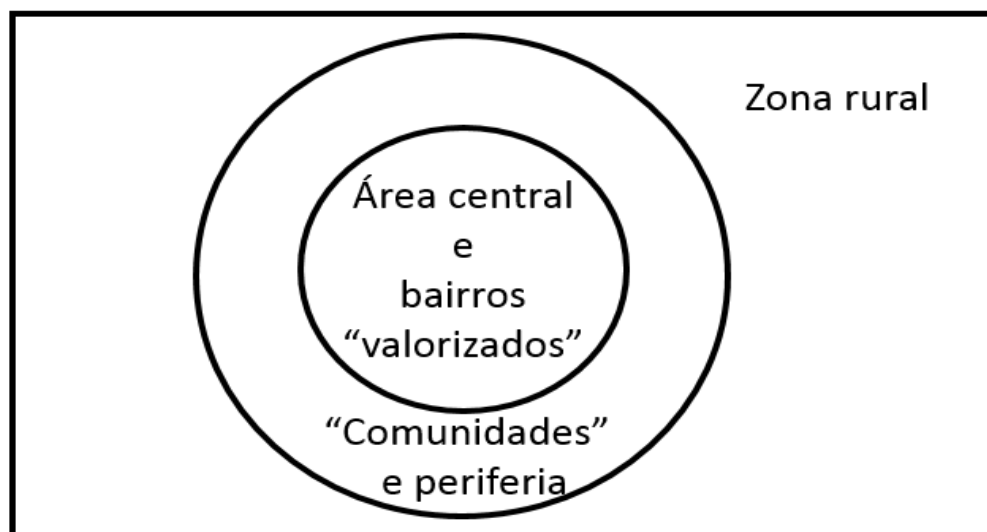 Zona rural
Área central
e
bairros
“valorizados”
“Comunidades”
e periferia